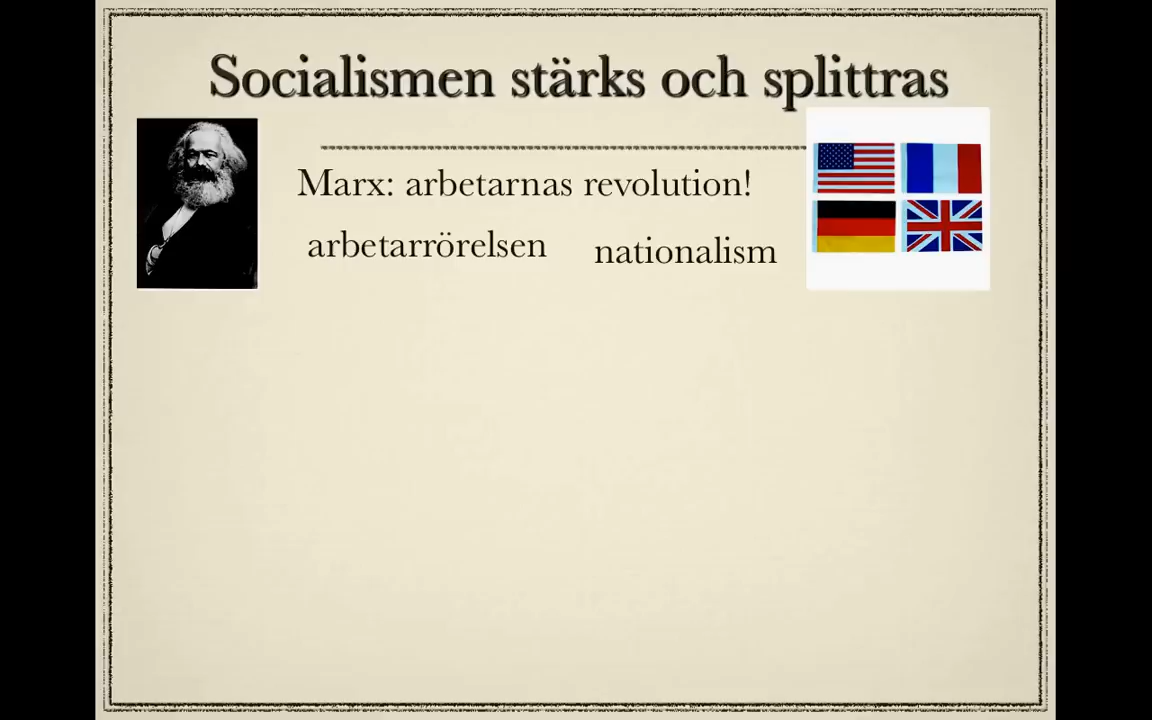 Socialismen stärks och splittras
Marx: arbetarnas revolution!
arbetarrörelsen
nationalism